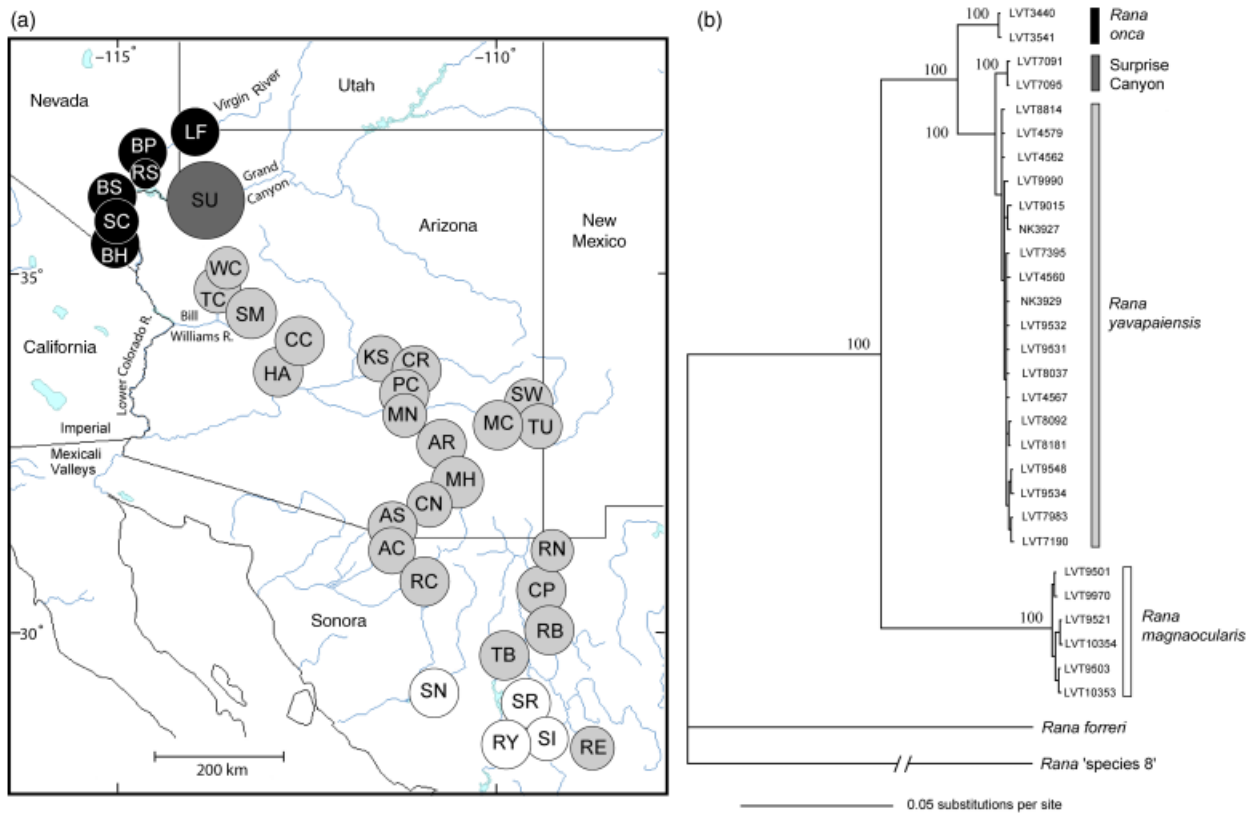 (a)
−115°
−110°
Nevada
Utah
Virgin River
LF
BP
RS
BS
SC
BH
SU
Grand
Canyon
Arizona
New
Mexico
35°
WC
TC
SM
Bill
Williams R.
CC
HA
California
Lower Colorado R.
KS
CR
PC
MN
SW
MC
TU
AR
MH
CN
AS
AC
RC
Imperial
Mexicali
Valleys
RN
CP
RB
TB
30°
Sonora
SN
SR
RY
SI
RE
200 km
(b)
100
100
100
100
100
100
LVT3440
LVT3541
LVT7091
LVT7095
LVT8814
LVT4579
LVT4562
LVT9990
LVT9015
NK3927
LVT7395
LVT4560
NK3929
LVT9532
LVT9531
LVT8037
LVT4567
LVT8092
LVT8181
LVT9548
LVT9534
LVT7983
LVT7190
LVT9501
LVT9970
LVT9521
LVT10354
LVT9503
LVT10353
Rana
onca
Surprise
Canyon
Rana
yavapaiensis
Rana
magnaocularis
Rana forreri
Rana 'species 8'
0.05 substitutions per site